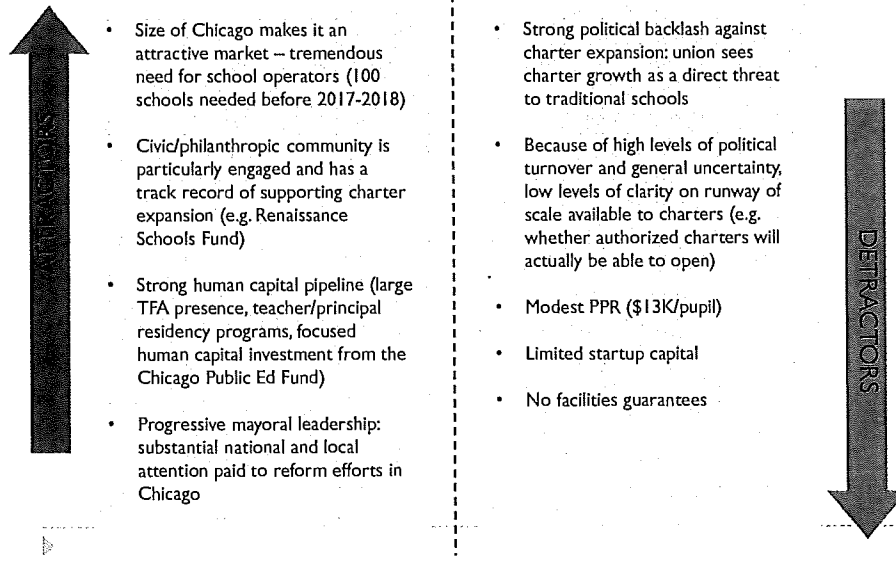 ATTRACTORS
• Size of Chicago makes it an
attractive market – tremendous
need for school operators (100
schools needed before 2017-2018)
• Civic/philanthropic community is
particularly engaged and has a
track record of supporting charter
expansion (e.g. Renaissance
Schools Fund)
• Strong human capital pipeline (large
TFA presence, teacher/principal
residency programs, focused
human capital investment from the
Chicago Public Ed Fund)
• Progressive mayoral leadership:
substantial national and local
attention paid to reform efforts in
Chicago
• Strong political backlash against
charter expansion: union sees
charter growth as a direct threat
to traditional schools
• Because of high levels of political
turnover and general uncertainty,
low levels of clarity on runway of
scale available to charters (e.g.
whether authorized charters will
actually be able to open)
• Modest PPR ($13K/pupil)
• Limited startup capital
• No facilities guarantees
DETRACTORS